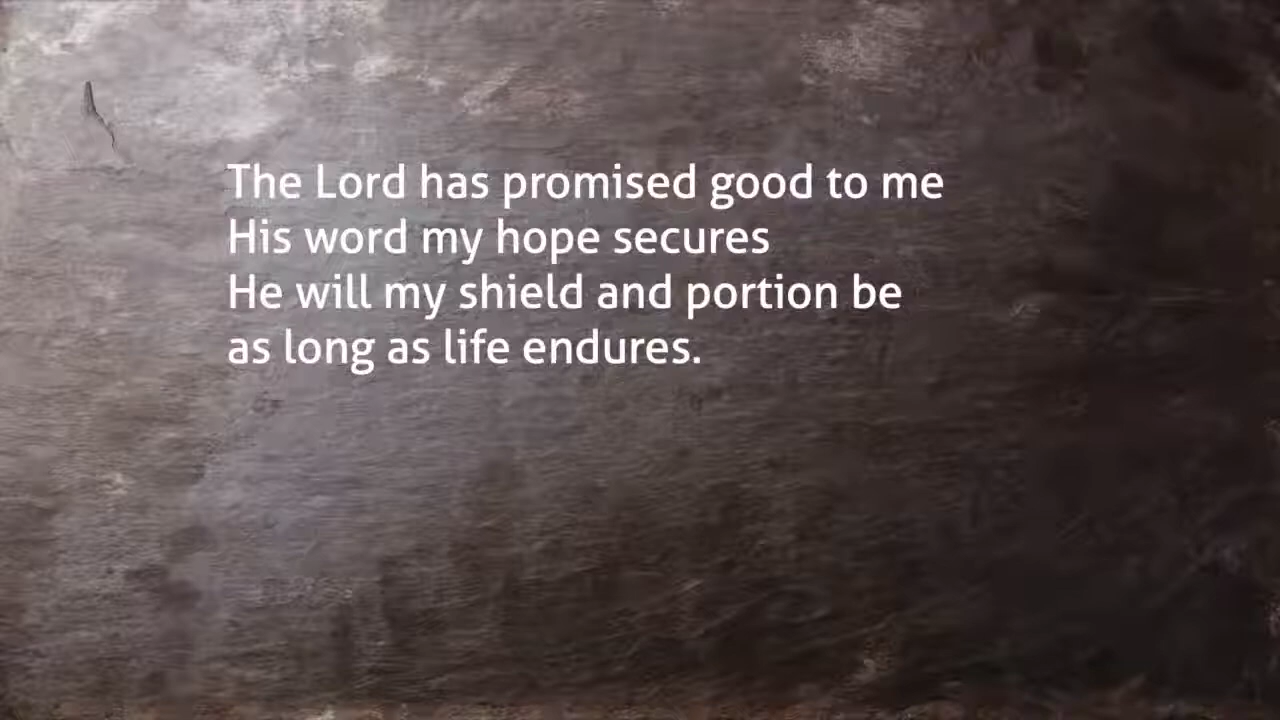 The Lord has promised good to me
His word my hope secures
He will my shield and portion be
as long as life endures.